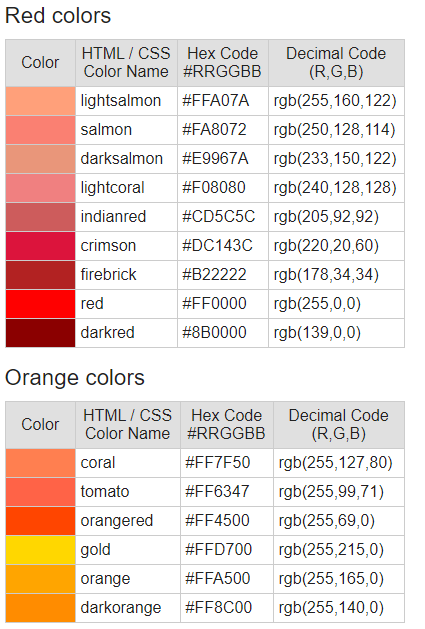 Red colors
Color HTML / CSS Color Name Hex Code #RRGGBB Decimal Code (R,G,B)
lightsalmon #FFA07A rgb(255,160,122)
salmon #FA8072 rgb(250,128,114)
darksalmon #E9967A rgb(233,150,122)
lightcoral #F08080 rgb(240,128,128)
indianred #CD5C5C rgb(205,92,92)
crimson #DC143C rgb(220,20,60)
firebrick #B22222 rgb(178,34,34)
red #FF0000 rgb(255,0,0)
darkred #8B0000 rgb(139,0,0)
Orange colors
Color HTML / CSS Color Name Hex Code #RRGGBB Decimal Code (R,G,B)
coral #FF7F50 rgb(255,127,80)
tomato #FF6347 rgb(255,99,71)
orangered #FF4500 rgb(255,69,0)
gold #FFD700 rgb(255,215,0)
orange #FFA500 rgb(255,165,0)
darkorange #FF8C00 rgb(255,140,0)